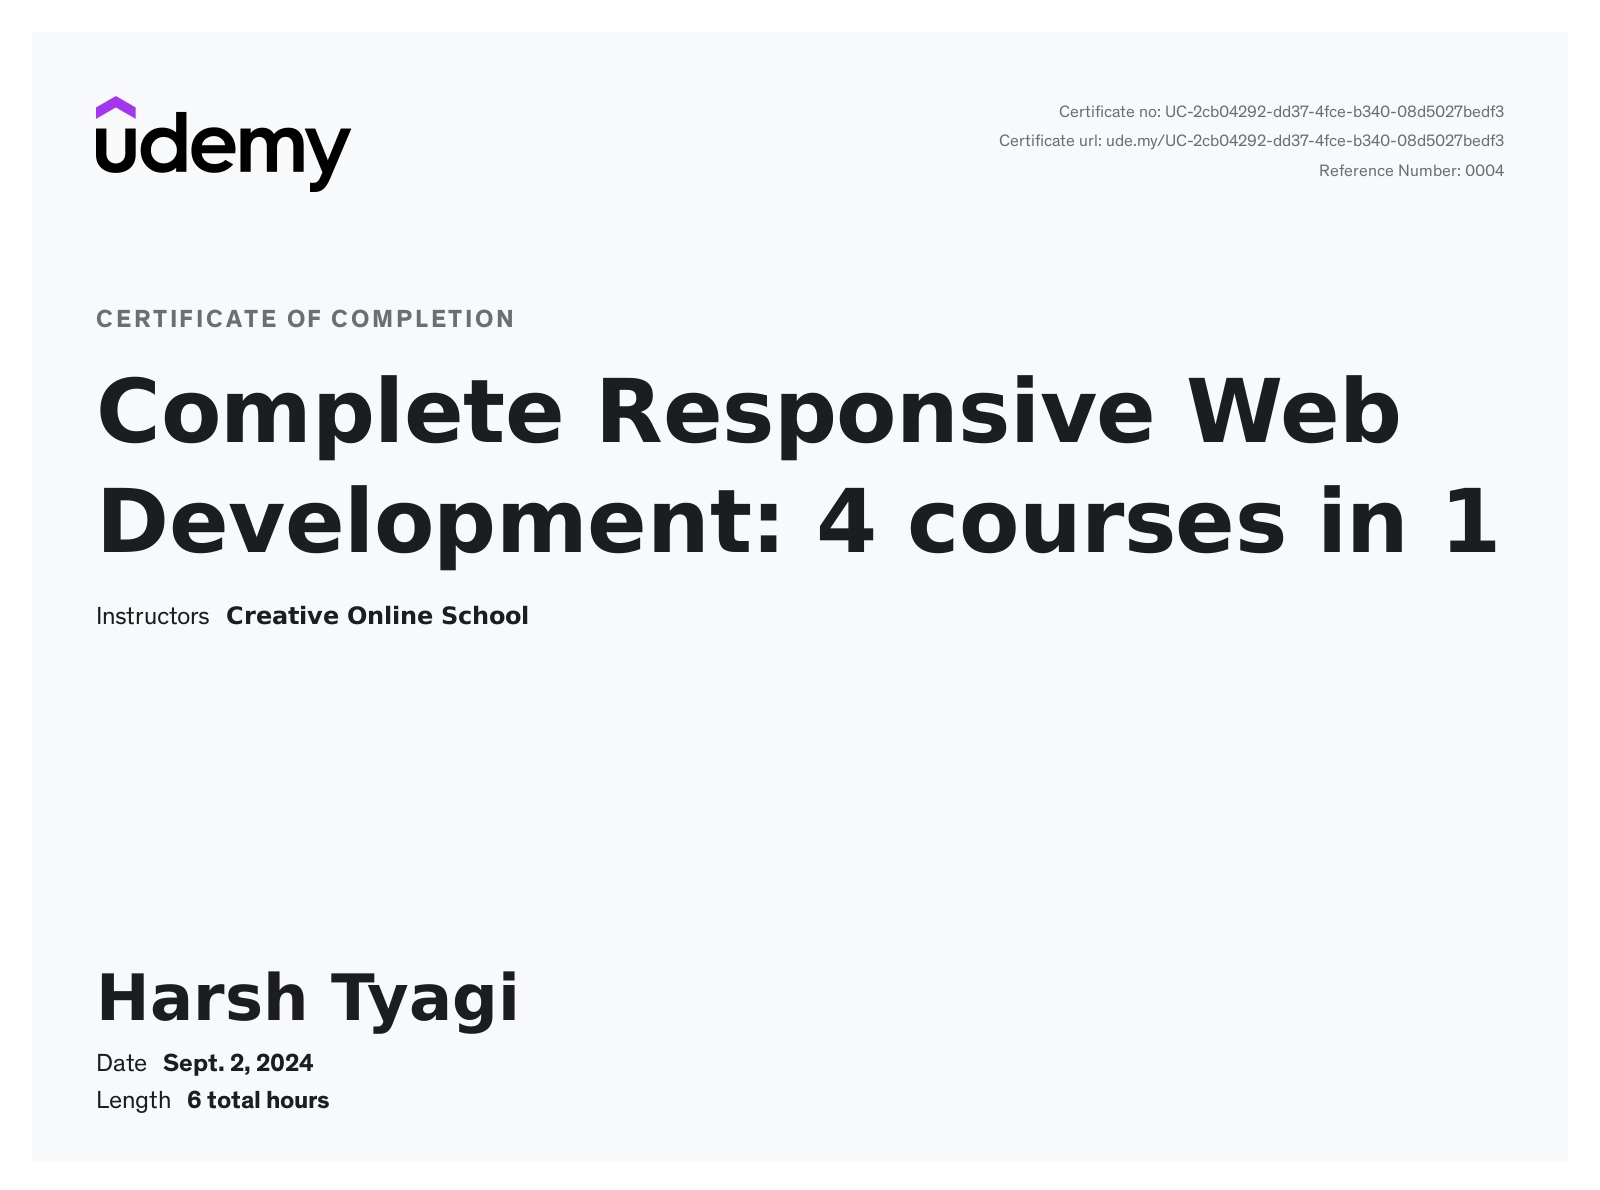 udemy
Certificate no: UC-2cb04292-dd37-4fce-b340-08d5027bedf3
Certificate url: ude.my/UC-2cb04292-dd37-4fce-b340-08d5027bedf3
Reference Number: 0004
CERTIFICATE OF COMPLETION
Complete Responsive Web
Development: 4 courses in 1
Instructors Creative Online School
Harsh Tyagi
Date Sept. 2, 2024
Length 6 total hours